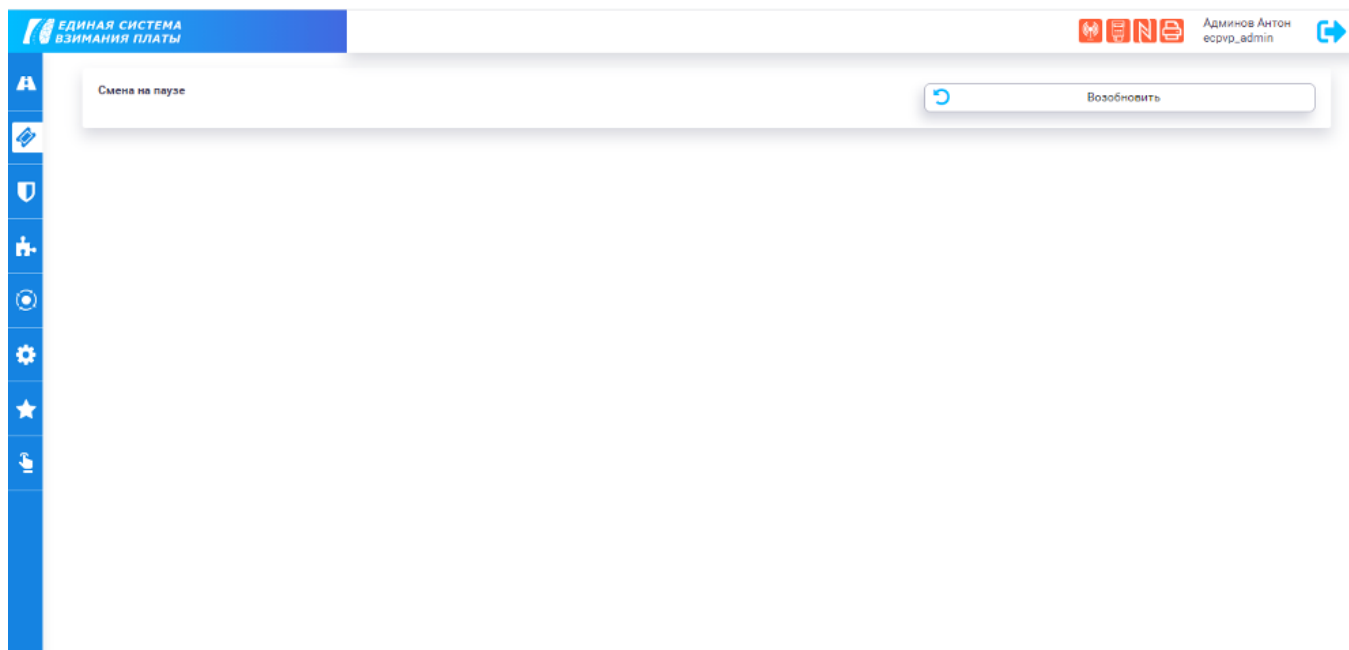 ЕДИНАЯ СИСТЕМА
ВЗИМАНИЯ ПЛАТЫ
Админов Антон
ecpvp_admin
Смена на паузе
Возобновить